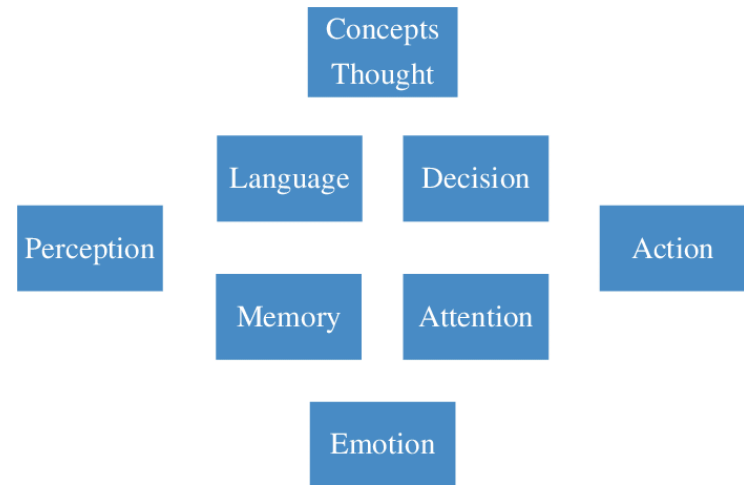 Concepts
Thought
Language
Decision
Perception
Action
Memory
Attention
Emotion